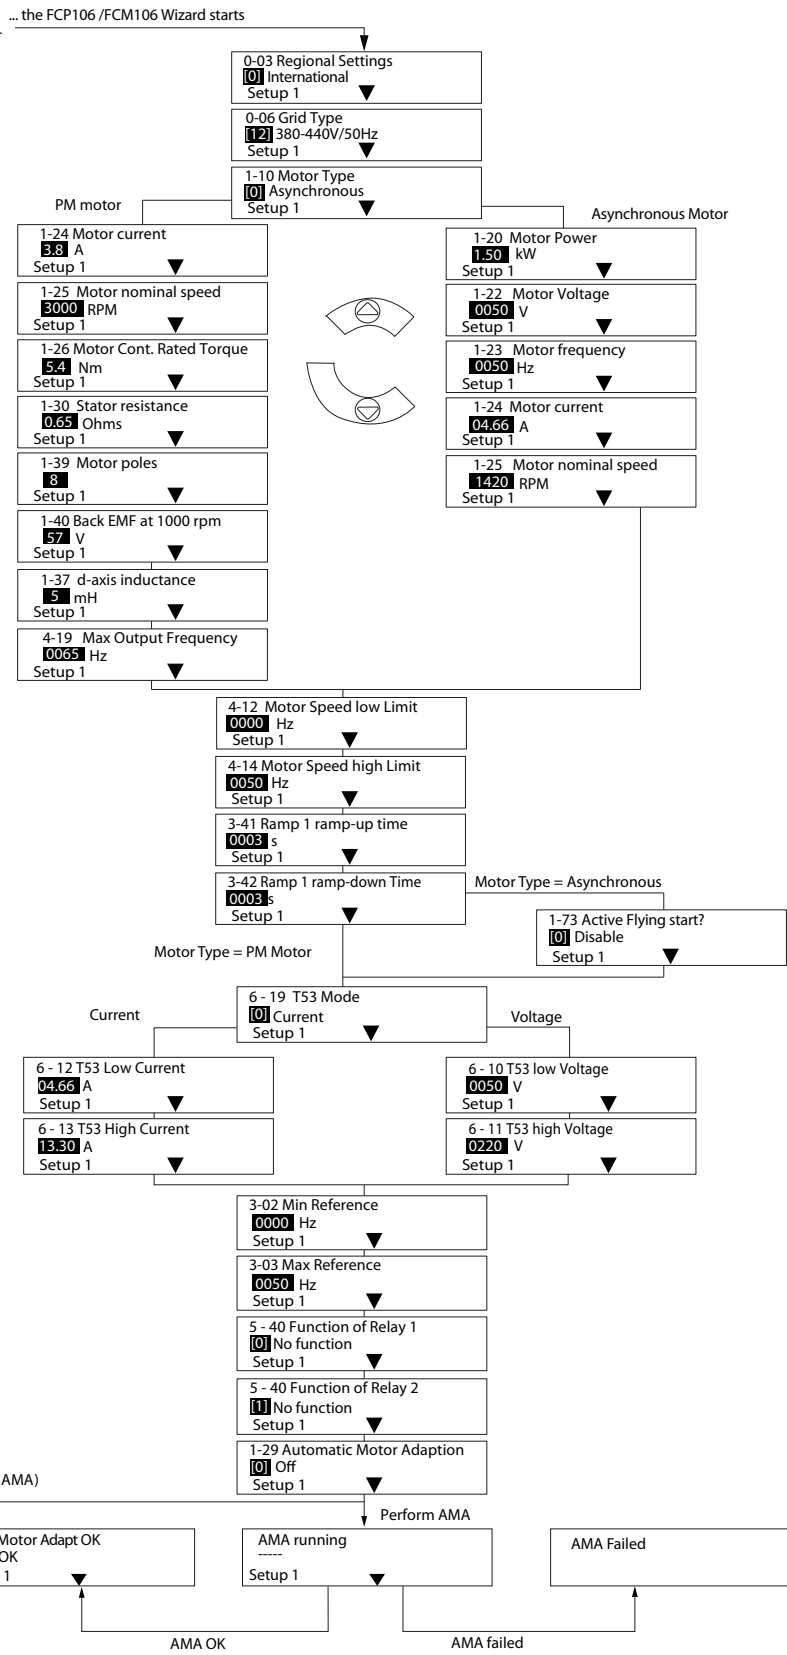 ... the FCP106 /FCM106 Wizard starts
0-03 Regional Settings
[0] International
Setup 1
0-06 Grid Type
[12] 380-440V/50Hz
Setup 1
1-10 Motor Type
[0] Asynchronous
Setup 1
PM motor
Asynchronous Motor
1-24 Motor current
3.8 A
Setup 1
1-25 Motor nominal speed
3000 RPM
Setup 1
1-26 Motor Cont. Rated Torque
5.4 Nm
Setup 1
1-30 Stator resistance
0.65 Ohms
Setup 1
1-39 Motor poles
8
Setup 1
1-40 Back EMF at 1000 rpm
57 V
Setup 1
1-37 d-axis inductance
5 mH
Setup 1
4-19 Max Output Frequency
0065 Hz
Setup 1
1-20 Motor Power
1.50 kW
Setup 1
1-22 Motor Voltage
0050 V
Setup 1
1-23 Motor frequency
0050 Hz
Setup 1
1-24 Motor current
04.66 A
Setup 1
1-25 Motor nominal speed
1420 RPM
Setup 1
4-12 Motor Speed low Limit
0000 Hz
Setup 1
4-14 Motor Speed high Limit
0050 Hz
Setup 1
3-41 Ramp 1 ramp-up time
0003 s
Setup 1
3-42 Ramp 1 ramp-down Time
0003 s
Setup 1
Motor Type = Asynchronous
1-73 Active Flying start?
[0] Disable
Setup 1
Motor Type = PM Motor
6 - 19 T53 Mode
[0] Current
Setup 1
Current
Voltage
6 - 12 T53 Low Current
04.66 A
Setup 1
6 - 13 T53 High Current
13.30 A
Setup 1
6 - 10 T53 low Voltage
0050 V
Setup 1
6 - 11 T53 high Voltage
0220 V
Setup 1
3-02 Min Reference
0000 Hz
Setup 1
3-03 Max Reference
0050 Hz
Setup 1
5 - 40 Function of Relay 1
[0] No function
Setup 1
5 - 40 Function of Relay 2
[1] No function
Setup 1
1-29 Automatic Motor Adaption
[0] Off
Setup 1
AMA)
Perform AMA
Motor Adapt OK
OK
1
AMA running
-----
Setup 1
AMA Failed
AMA OK
AMA failed